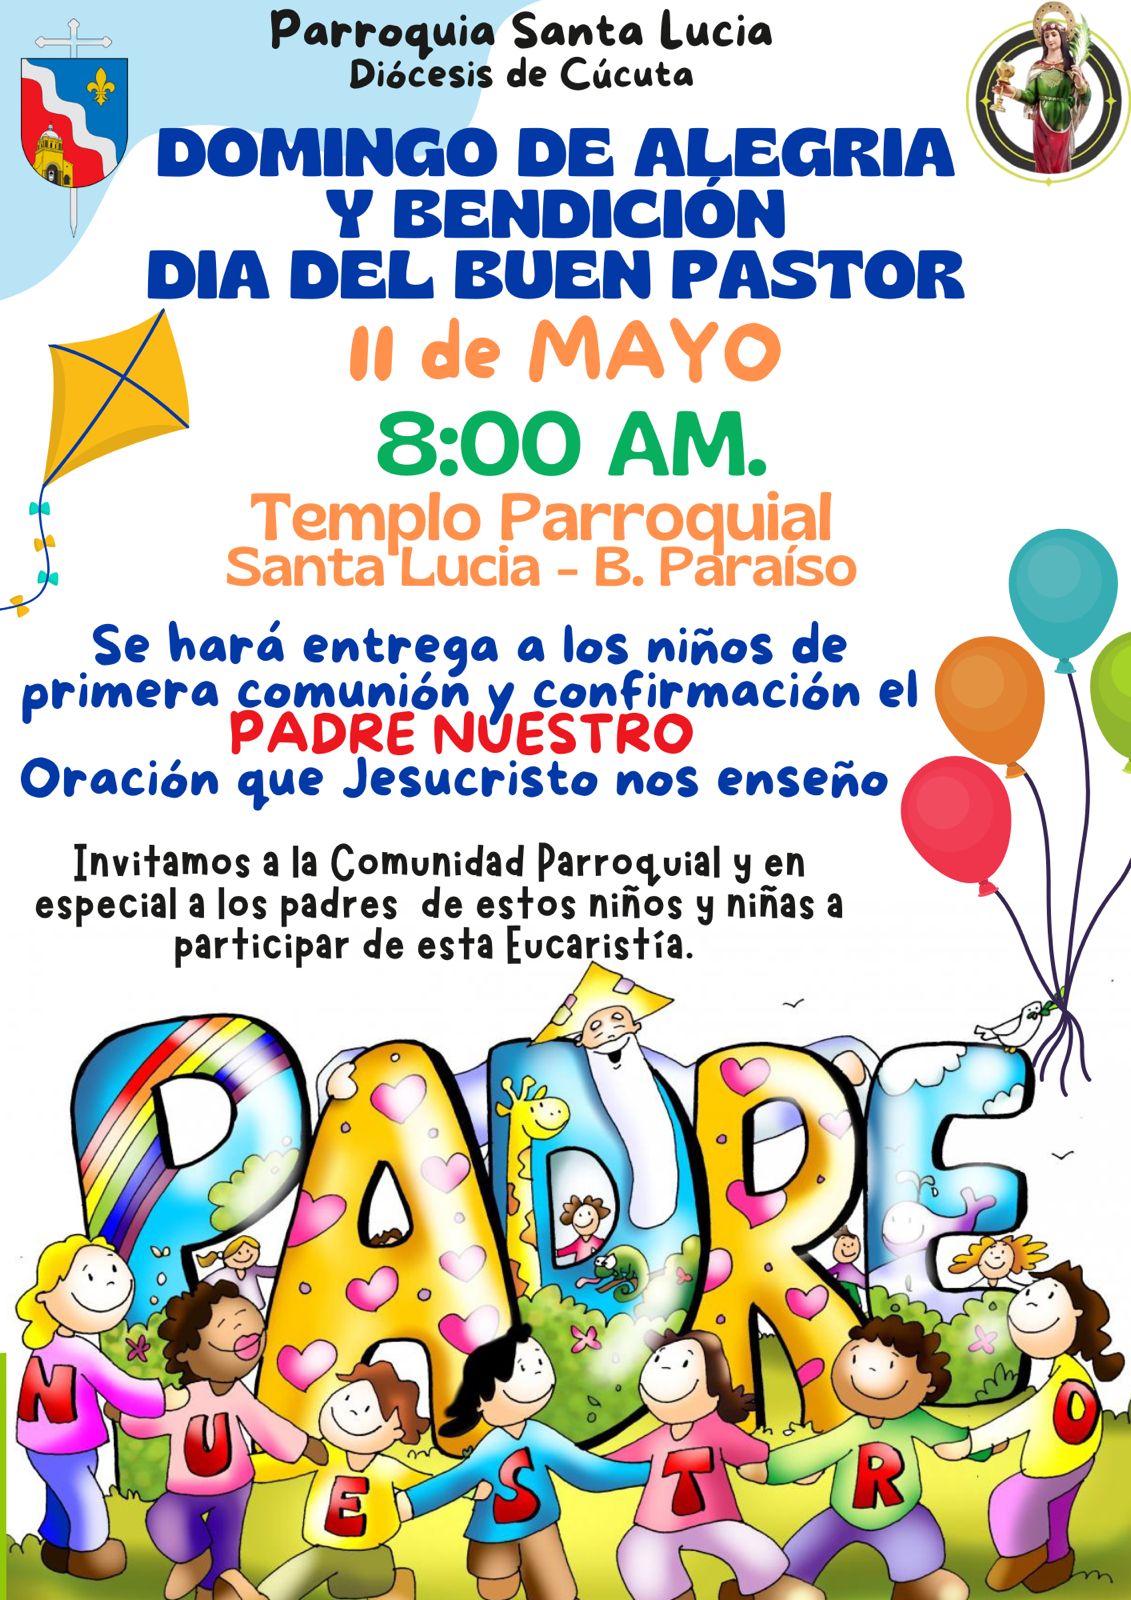 Parroquia Santa Lucia
Diócesis de Cúcuta
DOMINGO DE ALEGRIA
Y BENDICIÓN
DIA DEL BUEN PASTOR
11 de MAYO
8:00 AM.
Templo Parroquial
Santa Lucia - B. Paraíso
Se hará entrega a los niños de
primera comunión y confirmación el
PADRE NUESTRO
Oración que Jesucristo nos enseño
Invitamos a la Comunidad Parroquial y en
especial a los padres de estos niños y niñas a
participar de esta Eucaristía.
PADRE
NUESTRO